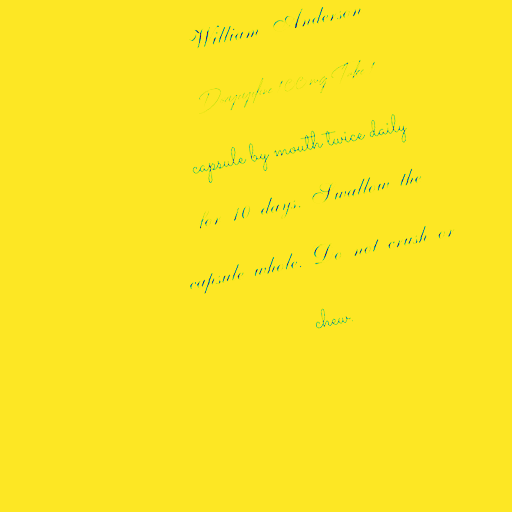 William Anderson
100mg Take 1
capsule by mouth twice daily
for 10 days. Swallow the
capsule whole. Do not crush or
chew.